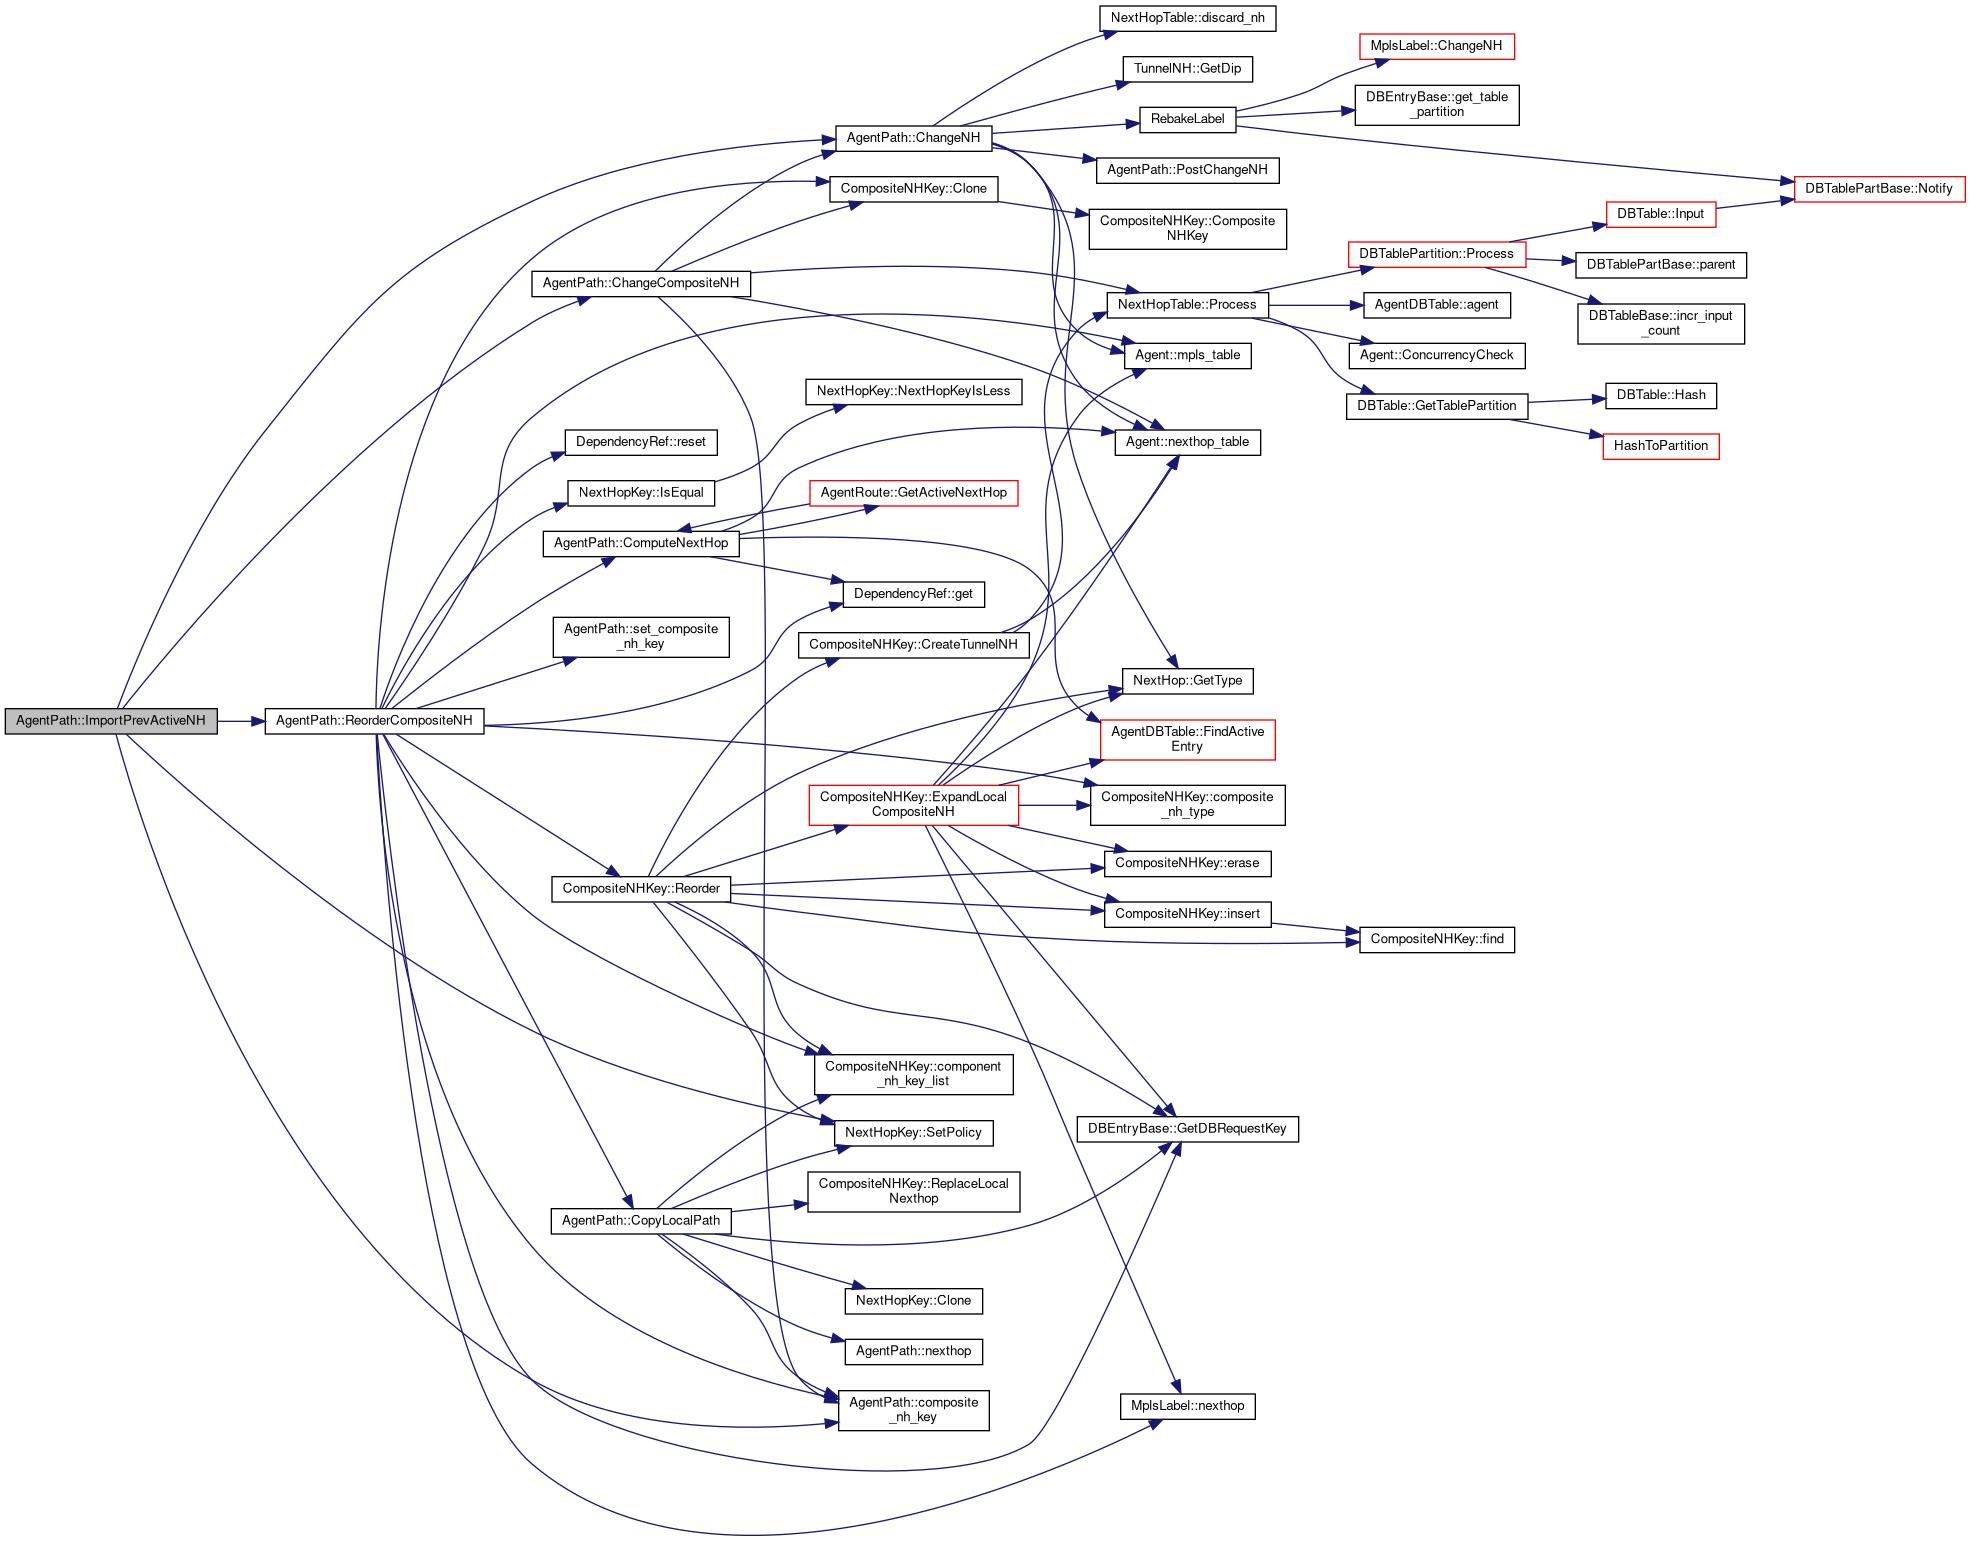 NextHopTable::discard_nh
MplsLabel::ChangeNH
TunnelNH::GetDip
DBEntryBase::get_table
_partition
RebakeLabel
AgentPath::ChangeNH
AgentPath::PostChangeNH
CompositeNHKey::Clone
DBTablePartBase::Notify
DBTable::Input
CompositeNHKey::Composite
NHKey
DBTablePartition::Process
DBTablePartBase::parent
AgentPath::ChangeCompositeNH
NextHopTable::Process
AgentDBTable::agent
DBTableBase::incr_input
_count
Agent::mpls_table
Agent::ConcurrencyCheck
NextHopKey::NextHopKeyIsLess
DBTable::Hash
DBTable::GetTablePartition
DependencyRef::reset
Agent::nexthop_table
HashToPartition
NextHopKey::IsEqual
AgentRoute::GetActiveNextHop
AgentPath::ComputeNextHop
DependencyRef::get
AgentPath::set_composite
_nh_key
CompositeNHKey::CreateTunnelNH
NextHop::GetType
AgentPath::ImportPrevActiveNH
AgentPath::ReorderCompositeNH
AgentDBTable::FindActive
Entry
CompositeNHKey::ExpandLocal
CompositeNH
CompositeNHKey::composite
_nh_type
CompositeNHKey::erase
CompositeNHKey::Reorder
CompositeNHKey::insert
CompositeNHKey::find
CompositeNHKey::component
_nh_key_list
NextHopKey::SetPolicy
DBEntryBase::GetDBRequestKey
CompositeNHKey::ReplaceLocal
Nexthop
AgentPath::CopyLocalPath
NextHopKey::Clone
AgentPath::nexthop
AgentPath::composite
_nh_key
MplsLabel::nexthop